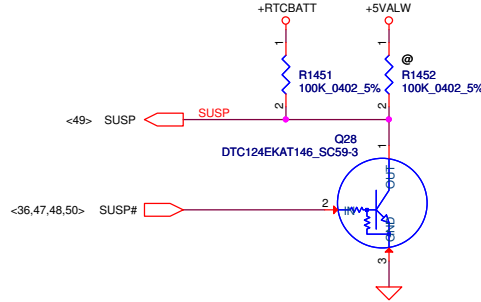 +RTCBATT
+5VALW
1
1
@
R1451
100K_0402_5%
R1452
100K_0402_5%
2
2
<49> SUSP
SUSP
Q28
DTC124EKAT146_SC59-3
1
OUT
<36,47,48,50> SUSP#
2
IN
GND
3